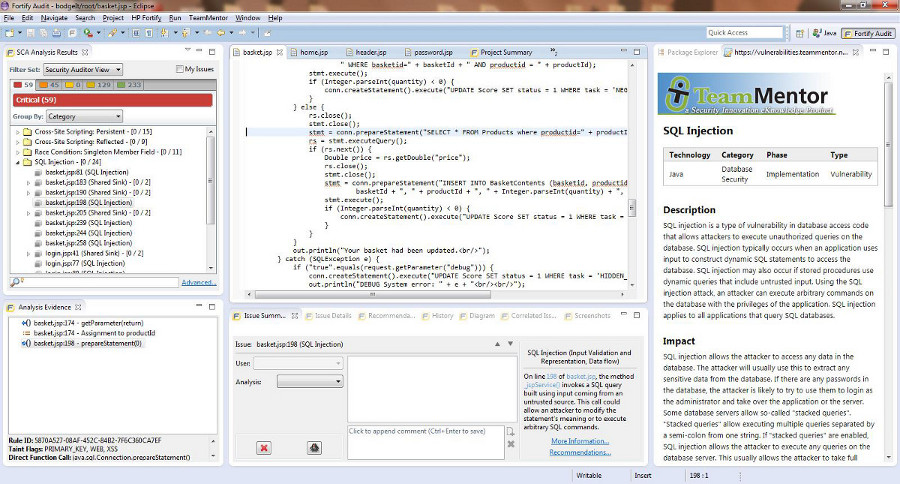 Fortify Audit - bodgeIt/root/basket.jsp - Eclipse
File Edit Navigate Search Project HP Fortify Run TeamMentor Window Help
Quick Access
Java
Fortify Audit
SCA Analysis Results
Filter Set: Security Auditor View
My Issues
59 45 0 129 233
Critical (59)
Group By: Category
Cross-Site Scripting: Persistent - [0 / 15]
Cross-Site Scripting: Reflected - [0 / 9]
Race Condition: Singleton Member Field - [0 / 11]
SQL Injection - [0 / 24]
basket.jsp:81 (SQL Injection)
basket.jsp:183 (Shared Sink) - [0 / 2]
basket.jsp:190 (Shared Sink) - [0 / 2]
basket.jsp:198 (SQL Injection)
basket.jsp:205 (Shared Sink) - [0 / 2]
basket.jsp:239 (SQL Injection)
basket.jsp:244 (SQL Injection)
basket.jsp:258 (SQL Injection)
login.jsp:41 (Shared Sink) - [0 / 2]
Advanced...
Analysis Evidence
basket.jsp:174 - getParameter(return)
basket.jsp:174 - Assignment to productId
basket.jsp:198 - prepareStatement(0)
Rule ID: 5870A527-08AF-452C-84B2-7F6C360CA7EF
Taint Flags: PRIMARY_KEY, WEB, XSS
Direct Function Call: java.sql.Connection.prepareStatement()
basket.jsp home.jsp header.jsp password.jsp Project Summary
" WHERE basketid=" + basketId + " AND productid = " + productId);
stmt.execute();
if (Integer.parseInt(quantity) < 0) {
conn.createStatement().execute("UPDATE Score SET status = 1 WHERE task = 'NEG
}
} else {
rs.close();
stmt.close();
stmt = conn.prepareStatement("SELECT * FROM Products where productid=" + productI
rs = stmt.executeQuery();
if (rs.next()) {
Double price = rs.getDouble("price");
rs.close();
stmt.close();
stmt = conn.prepareStatement("INSERT INTO BasketContents (basketid, productid
basketId + ", " + productId + ", " + Integer.parseInt(quantity) + ",
stmt.execute();
if (Integer.parseInt(quantity) < 0) {
conn.createStatement().execute("UPDATE Score SET status = 1 WHERE task =
}
}
}
out.println("Your basket had been updated.<br/>");
} catch (SQLException e) {
if ("true".equals(request.getParameter("debug"))) {
conn.createStatement().execute("UPDATE Score SET status = 1 WHERE task = 'HIDDEN_
out.println("DEBUG System error: " + e + "<br/><br/>");
Issue Summ... Issue Details Recommenda... History Diagram Correlated Iss... Screenshots
Issue: basket.jsp:198 (SQL Injection)
User:
Analysis:
Click to append comment (Ctrl+Enter to save)
SQL Injection (Input Validation and
Representation, Data flow)
On line 198 of basket.jsp, the method
_jspService() invokes a SQL query
built using input coming from an
untrusted source. This call could
allow an attacker to modify the
statement's meaning or to execute
arbitrary SQL commands.
More Information...
Recommendations...
Package Explorer
https://vulnerabilities.teammentor.n...
TeamMentor
a Security Innovation eKnowledge Product
SQL Injection
Technology Category Phase Type
Java Database Security Implementation Vulnerability
Description
SQL injection is a type of vulnerability in database access code
that allows attackers to execute unauthorized queries on the
database. SQL injection typically occurs when an application uses
input to construct dynamic SQL statements to access the
database. SQL injection may also occur if stored procedures use
dynamic queries that include untrusted input. Using the SQL
injection attack, an attacker can execute arbitrary commands on
the database with the privileges of the application. SQL injection
applies to all applications that query SQL databases.
Impact
SQL injection allows the attacker to access any data in the
database. The attacker will usually use this to extract any
sensitive data from the database. If there are any passwords in
the database, the attacker is likely to try to use them to login as
the administrator and take over the application or the server.
Some database servers allow so-called "stacked queries".
"Stacked queries" allow executing multiple queries separated by
a semi-colon from one string. If "stacked queries" are enabled,
SQL injection allows the attacker to execute any queries on the
database server. This usually allows the attacker to take full
Writable Insert 198 : 1